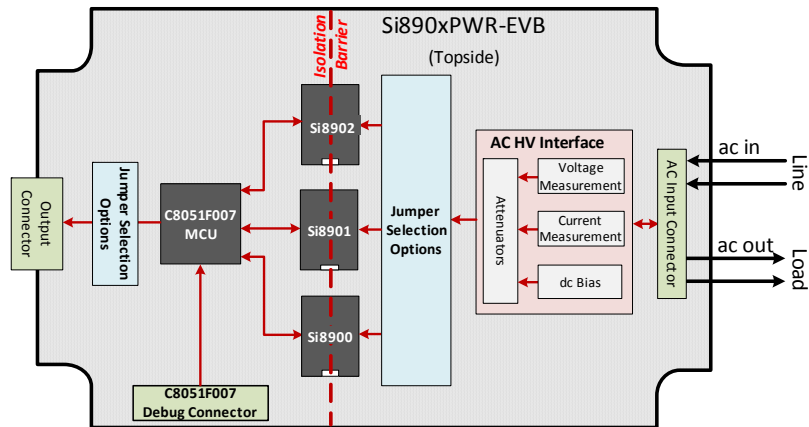 Si890xPWR-EVB
(Topside)
Isolation
Barrier
Si8902
Si8901
Si8900
C8051F007
MCU
Jumper Selection
Options
Output
Connector
C8051F007
Debug Connector
Jumper
Selection
Options
AC HV Interface
Attenuators
Voltage
Measurement
Current
Measurement
dc Bias
AC Input Connector
ac in
Line
ac out
Load